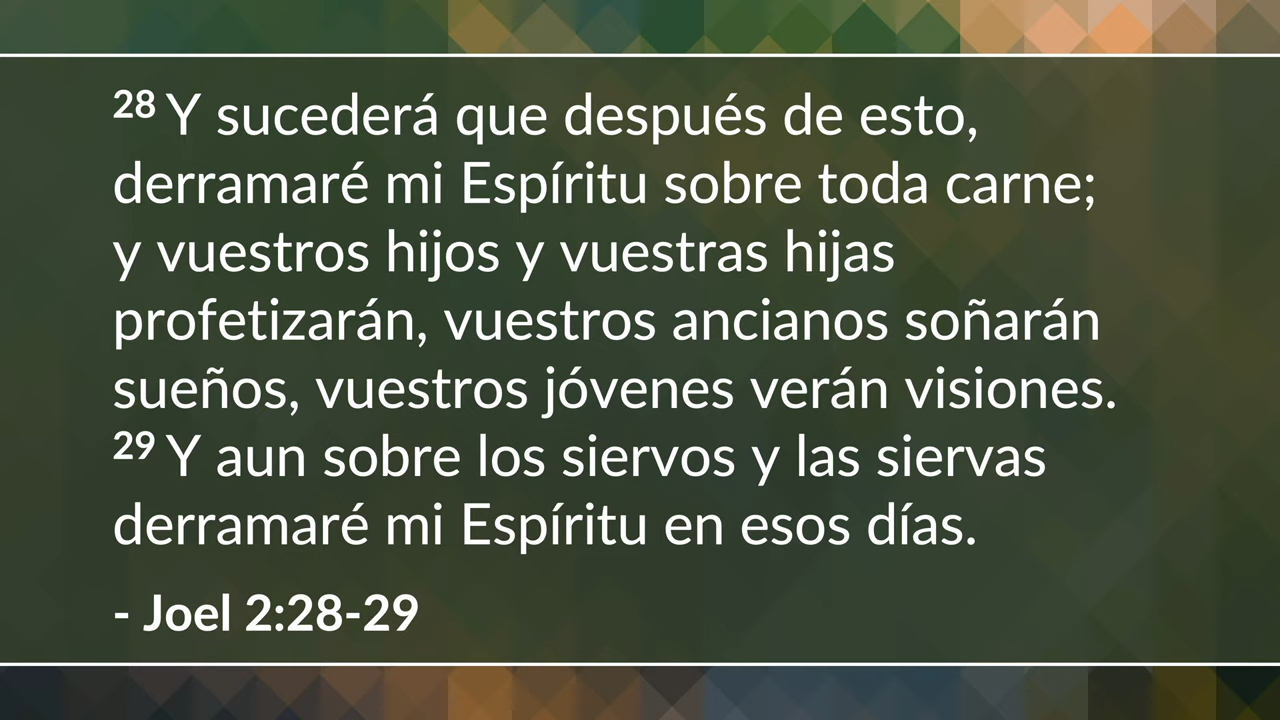 28 Y sucederá que después de esto,
derramaré mi Espíritu sobre toda carne;
y vuestros hijos y vuestras hijas
profetizarán, vuestros ancianos soñarán
sueños, vuestros jóvenes verán visiones.
29 Y aun sobre los siervos y las siervas
derramaré mi Espíritu en esos días.
- Joel 2:28-29